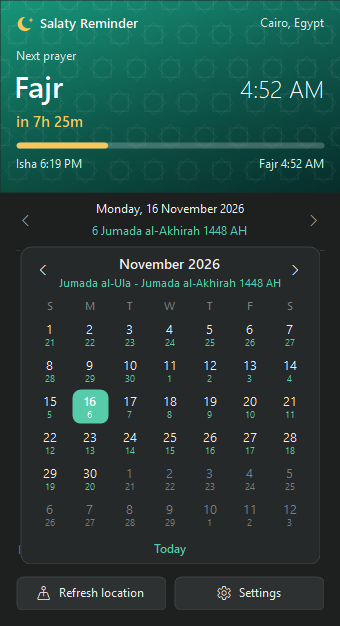 Salaty Reminder
Cairo, Egypt
Next prayer
Fajr 4:52 AM
in 7h 25m
Isha 6:19 PM Fajr 4:52 AM
Monday, 16 November 2026
6 Jumada al-Akhirah 1448 AH
November 2026
Jumada al-Ula - Jumada al-Akhirah 1448 AH
S M T W T F S
1 2 3 4 5 6 7
21 22 23 24 25 26 27
8 9 10 11 12 13 14
28 29 30 1 2 3 4
15 16 17 18 19 20 21
5 6 7 8 9 10 11
22 23 24 25 26 27 28
12 13 14 15 16 17 18
29 30 1 2 3 4 5
19 20 21 22 23 24 25
6 7 8 9 10 11 12
26 27 28 29 1 2 3
Today
Refresh location
Settings